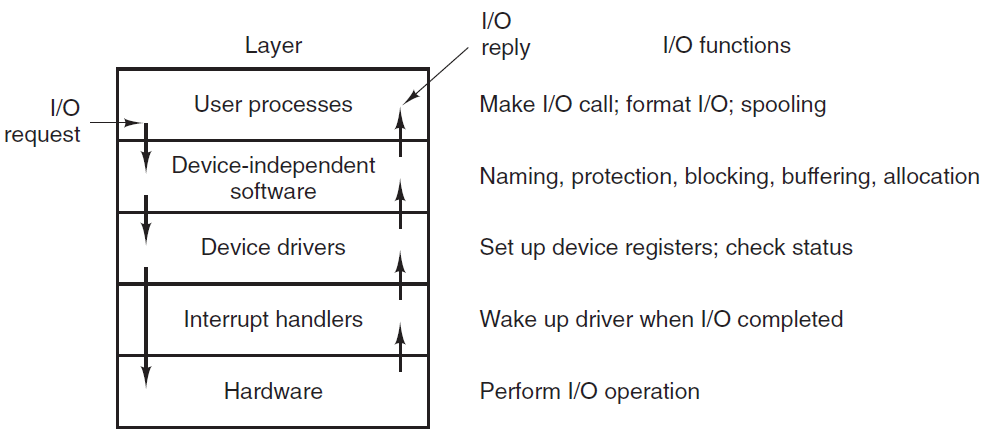 I/O
reply
Layer
I/O functions
I/O
request
User processes
Make I/O call; format I/O; spooling
Device-independent
software
Naming, protection, blocking, buffering, allocation
Device drivers
Set up device registers; check status
Interrupt handlers
Wake up driver when I/O completed
Hardware
Perform I/O operation